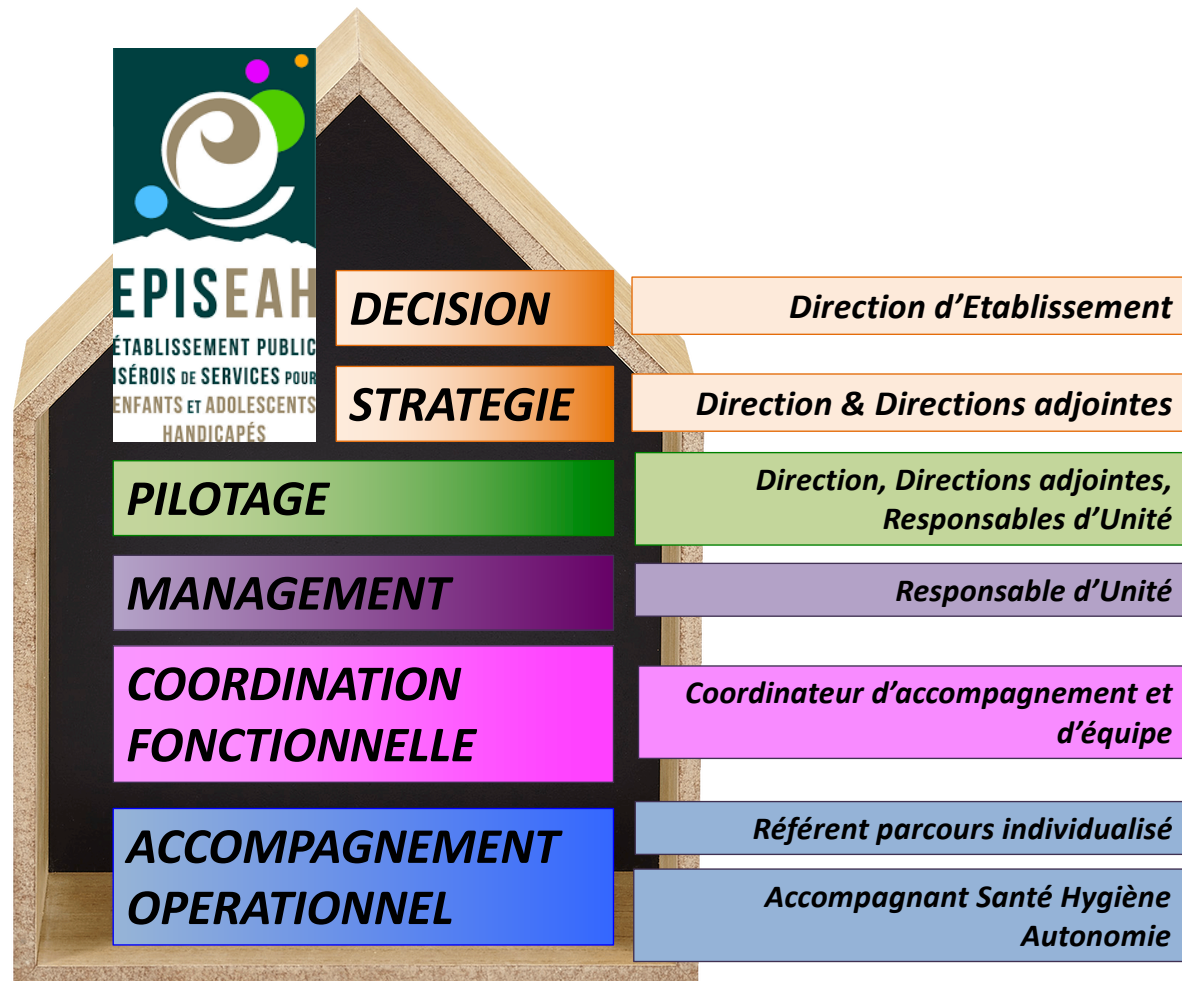 EPISEAH
ÉTABLISSEMENT PUBLIC
ISÉROIS DE SERVICES POUR
ENFANTS ET ADOLESCENTS
HANDICAPÉS
DECISION
Direction d’Etablissement
STRATEGIE
Direction & Directions adjointes
PILOTAGE
Direction, Directions adjointes,
Responsables d’Unité
MANAGEMENT
Responsable d’Unité
COORDINATION
FONCTIONNELLE
Coordinateur d’accompagnement et
d’équipe
ACCOMPAGNEMENT
OPERATIONNEL
Référent parcours individualisé
Accompagnant Santé Hygiène
Autonomie